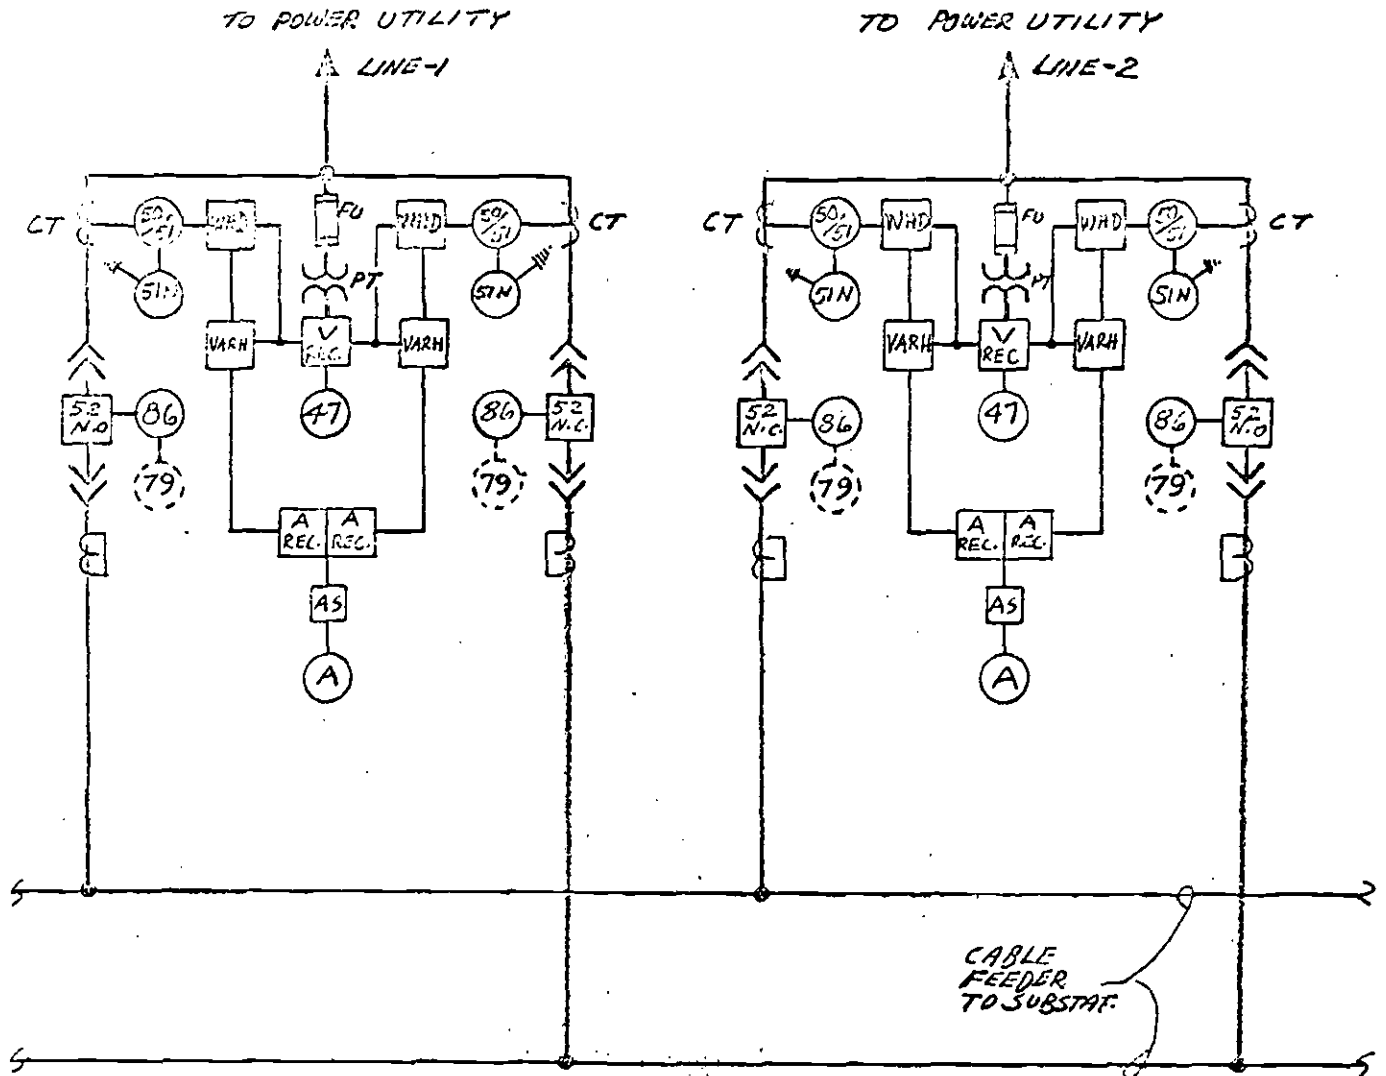 TO POWER UTILITY
LINE-1
TO POWER UTILITY
LINE-2
CT
50/51
WHD
FU
WHD
50/51
CT
CT
50/51
WHD
FU
WHD
50/51
CT
51N
PT
51N
51N
PT
51N
VARH
V
REC.
VARH
VARH
V
REC
VARH
52
N.O
86
47
86
52
N.C.
52
N.C.
86
47
86
52
N.O
79
79
79
79
A
REC.
A
REC.
A
REC.
A
REC.
AS
AS
A
A
CABLE
FEEDER
TO SUBSTAT.